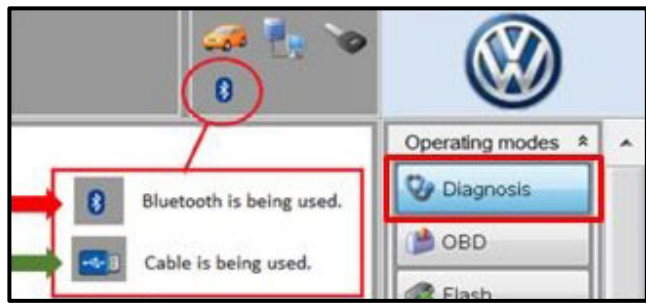 Operating modes
Diagnosis
Bluetooth is being used.
OBD
Cable is being used.
Flash